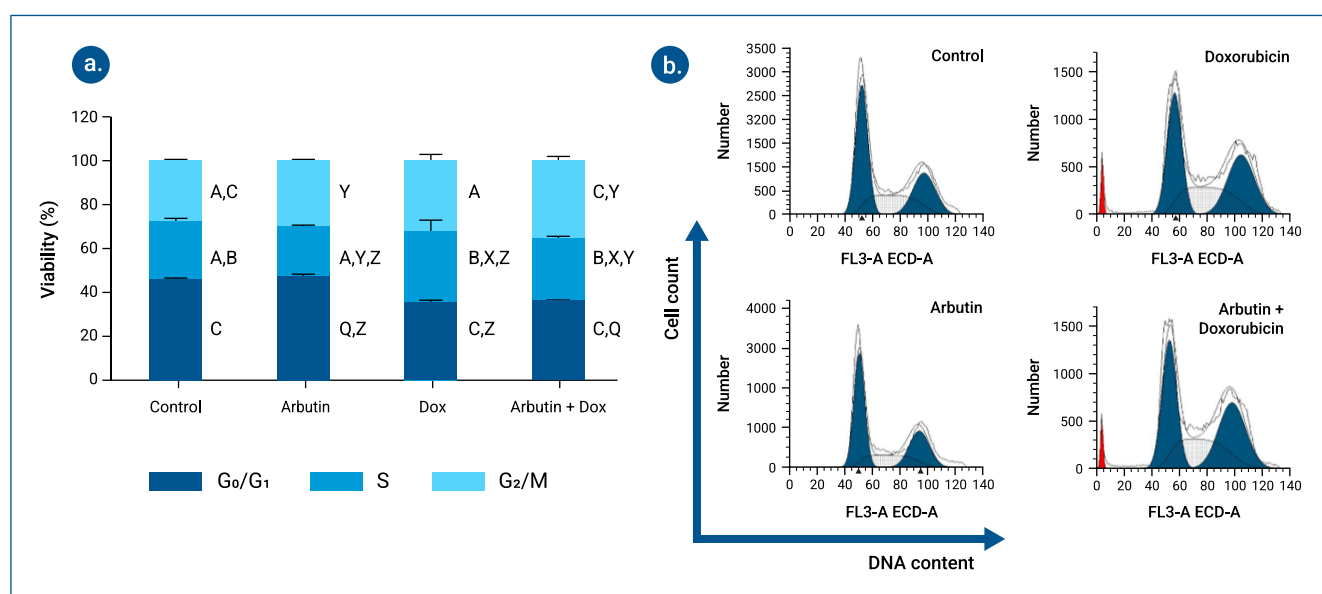 a.
120
100
80
60
40
20
0
Viability (%)
A,C
A,B
C
Y
A,Y,Z
Q,Z
A
B,X,Z
C,Z
C,Y
B,X,Y
C,Q
Control
Arbutin
Dox
Arbutin + Dox
G₀/G₁
S
G₂/M
b.
Control
3500
3000
3200
1500
1500
500
0
Number
0 20 40 60 80 100 120 140
FL3-A ECD-A
Doxorubicin
1500
1000
500
0
Number
0 20 40 60 80 100 120 140
FL3-A ECD-A
Arbutin
4000
3000
1000
1000
0
Number
0 20 40 60 80 100 120 140
FL3-A ECD-A
Arbutin +
Doxorubicin
1500
1000
500
0
Number
0 20 40 60 80 100 120 140
FL3-A ECD-A
Cell count
DNA content